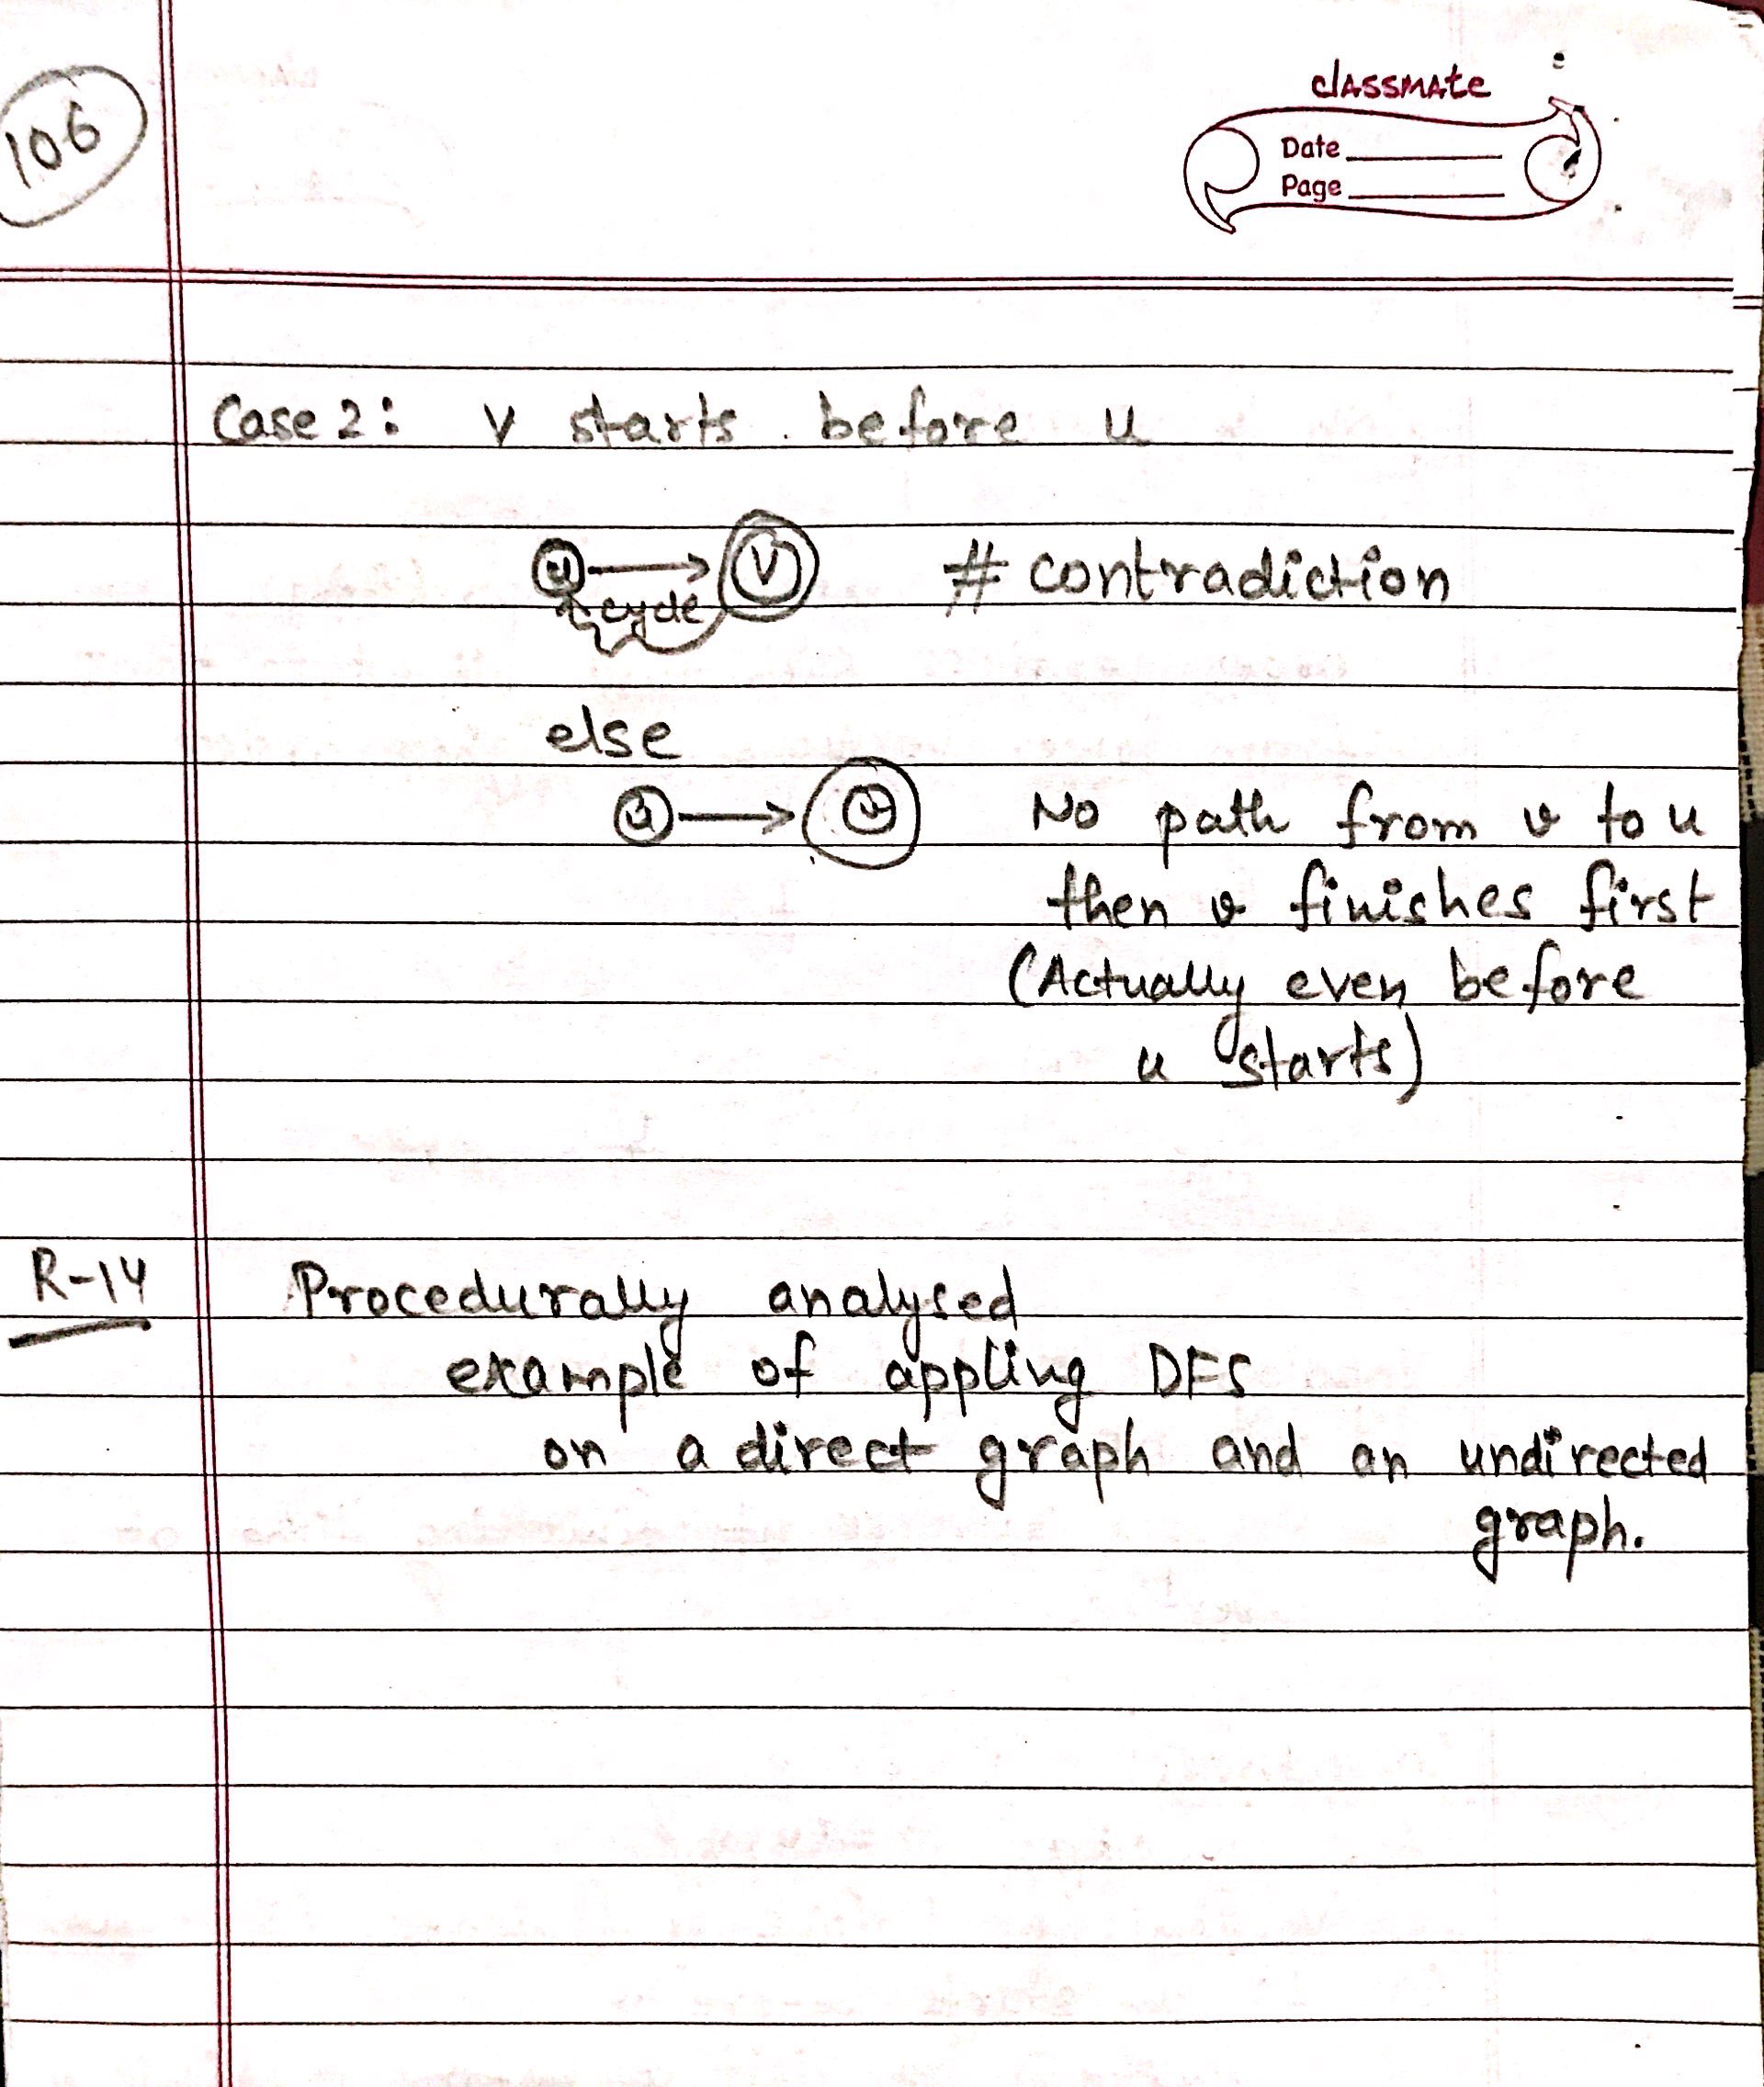 106
classmate
Date
Page
Case 2: v starts before u
u → v # contradiction
cycle
else
u → v No path from v to u
then v finishes first
(Actually even before
u starts)
R-14 Procedurally analysed
example of appling DFS
on a direct graph and an undirected
graph.